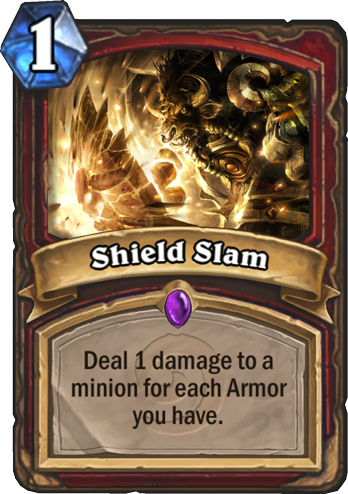 1
Shield Slam
Deal 1 damage to a
minion for each Armor
you have.